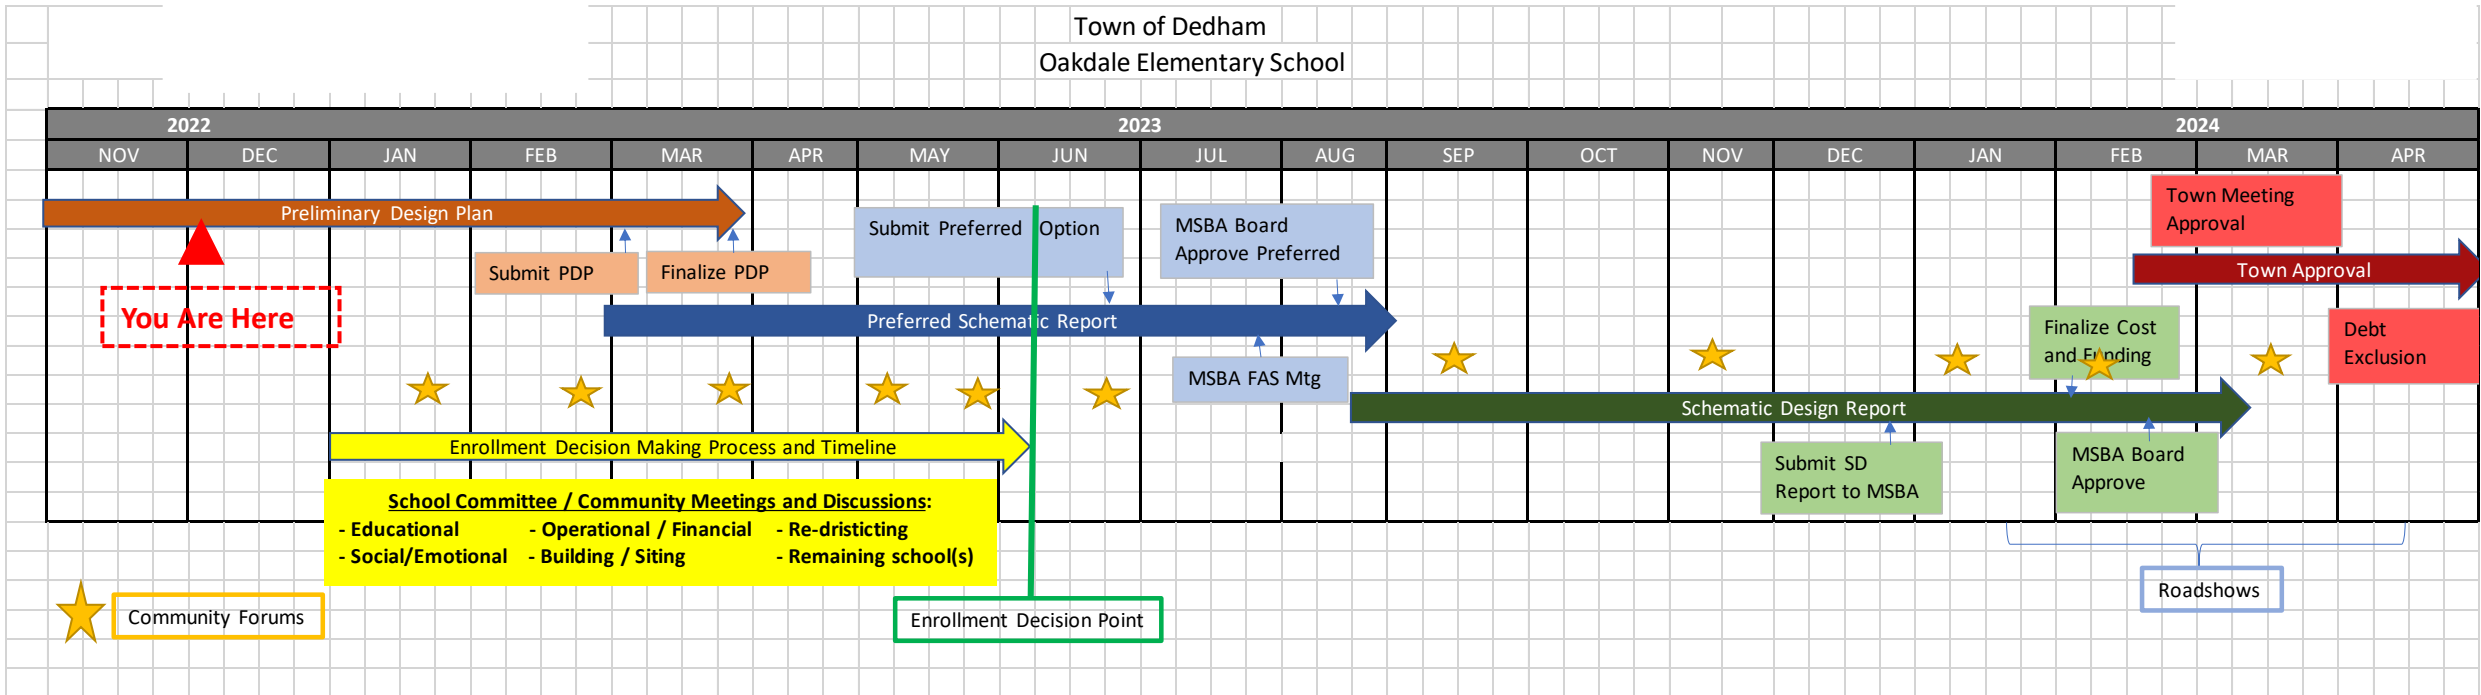 Town of Dedham
Oakdale Elementary School
2022 2023 2024
NOV DEC JAN FEB MAR APR MAY JUN JUL AUG SEP OCT NOV DEC JAN FEB MAR APR
Preliminary Design Plan
You Are Here
Submit PDP
Finalize PDP
Submit Preferred Option
MSBA Board
Approve Preferred
Preferred Schematic Report
MSBA FAS Mtg
Town Meeting
Approval
Town Approval
Finalize Cost
and Funding
Debt
Exclusion
Schematic Design Report
Submit SD
Report to MSBA
MSBA Board
Approve
Enrollment Decision Making Process and Timeline
School Committee / Community Meetings and Discussions:
- Educational - Operational / Financial - Re-dristicting
- Social/Emotional - Building / Siting - Remaining school(s)
Community Forums
Enrollment Decision Point
Roadshows